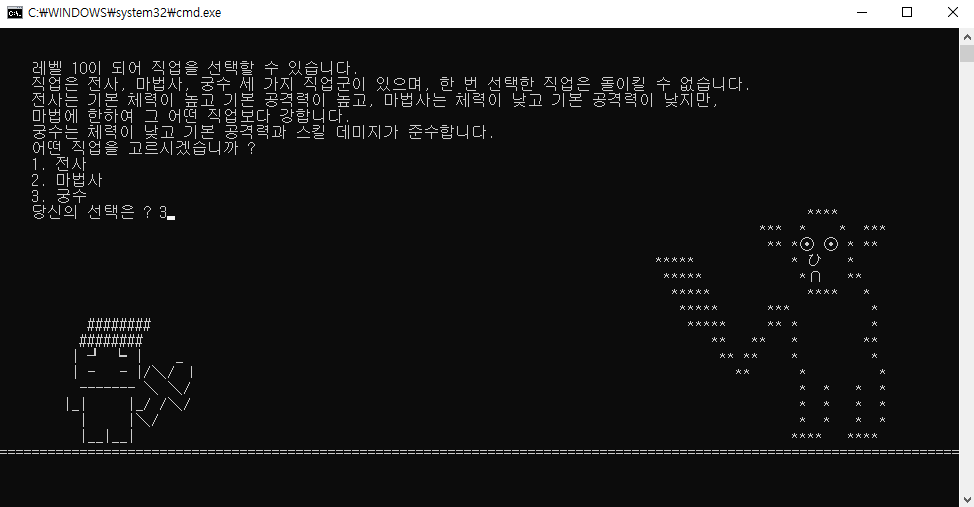 C:₩WINDOWS₩system32₩cmd.exe
레벨 10이 되어 직업을 선택할 수 있습니다.
직업은 전사, 마법사, 궁수 세 가지 직업군이 있으며, 한 번 선택한 직업은 돌이킬 수 없습니다.
전사는 기본 체력이 높고 기본 공격력이 높고, 마법사는 체력이 낮고 기본 공격력이 낮지만,
마법에 한하여 그 어떤 직업보다 강합니다.
궁수는 체력이 낮고 기본 공격력과 스킬 데미지가 준수합니다.
어떤 직업을 고르시겠습니까 ?
1. 전사
2. 마법사
3. 궁수
당신의 선택은 ? 3